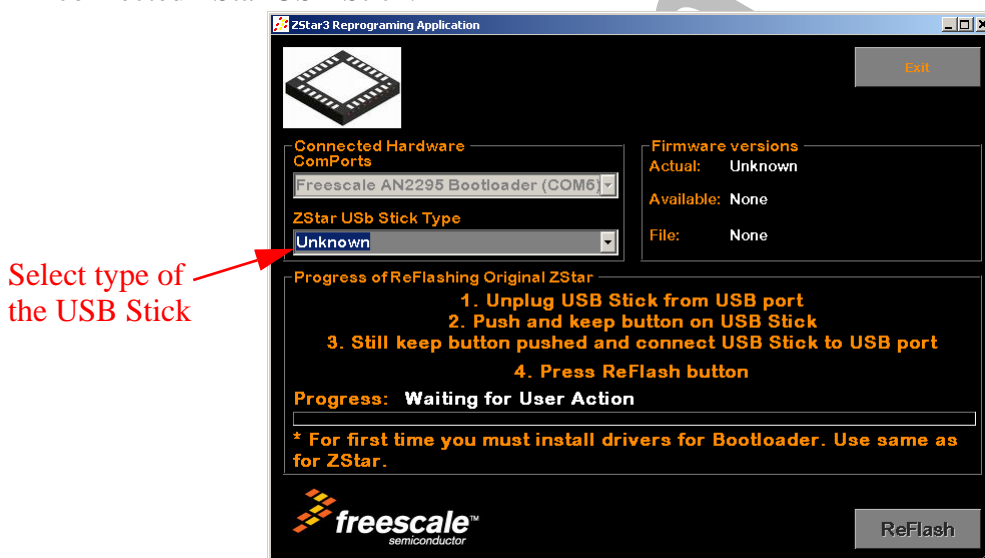 ZStar3 Reprograming Application
Exit
Connected Hardware
ComPorts
Freescale AN2295 Bootloader (COM6)
ZStar USb Stick Type
Unknown
Firmware versions
Actual: Unknown
Available: None
File: None
Select type of
the USB Stick
Progress of ReFlashing Original ZStar
1. Unplug USB Stick from USB port
2. Push and keep button on USB Stick
3. Still keep button pushed and connect USB Stick to USB port
4. Press ReFlash button
Progress: Waiting for User Action
* For first time you must install drivers for Bootloader. Use same as
for ZStar.
freescale™
semiconductor
ReFlash